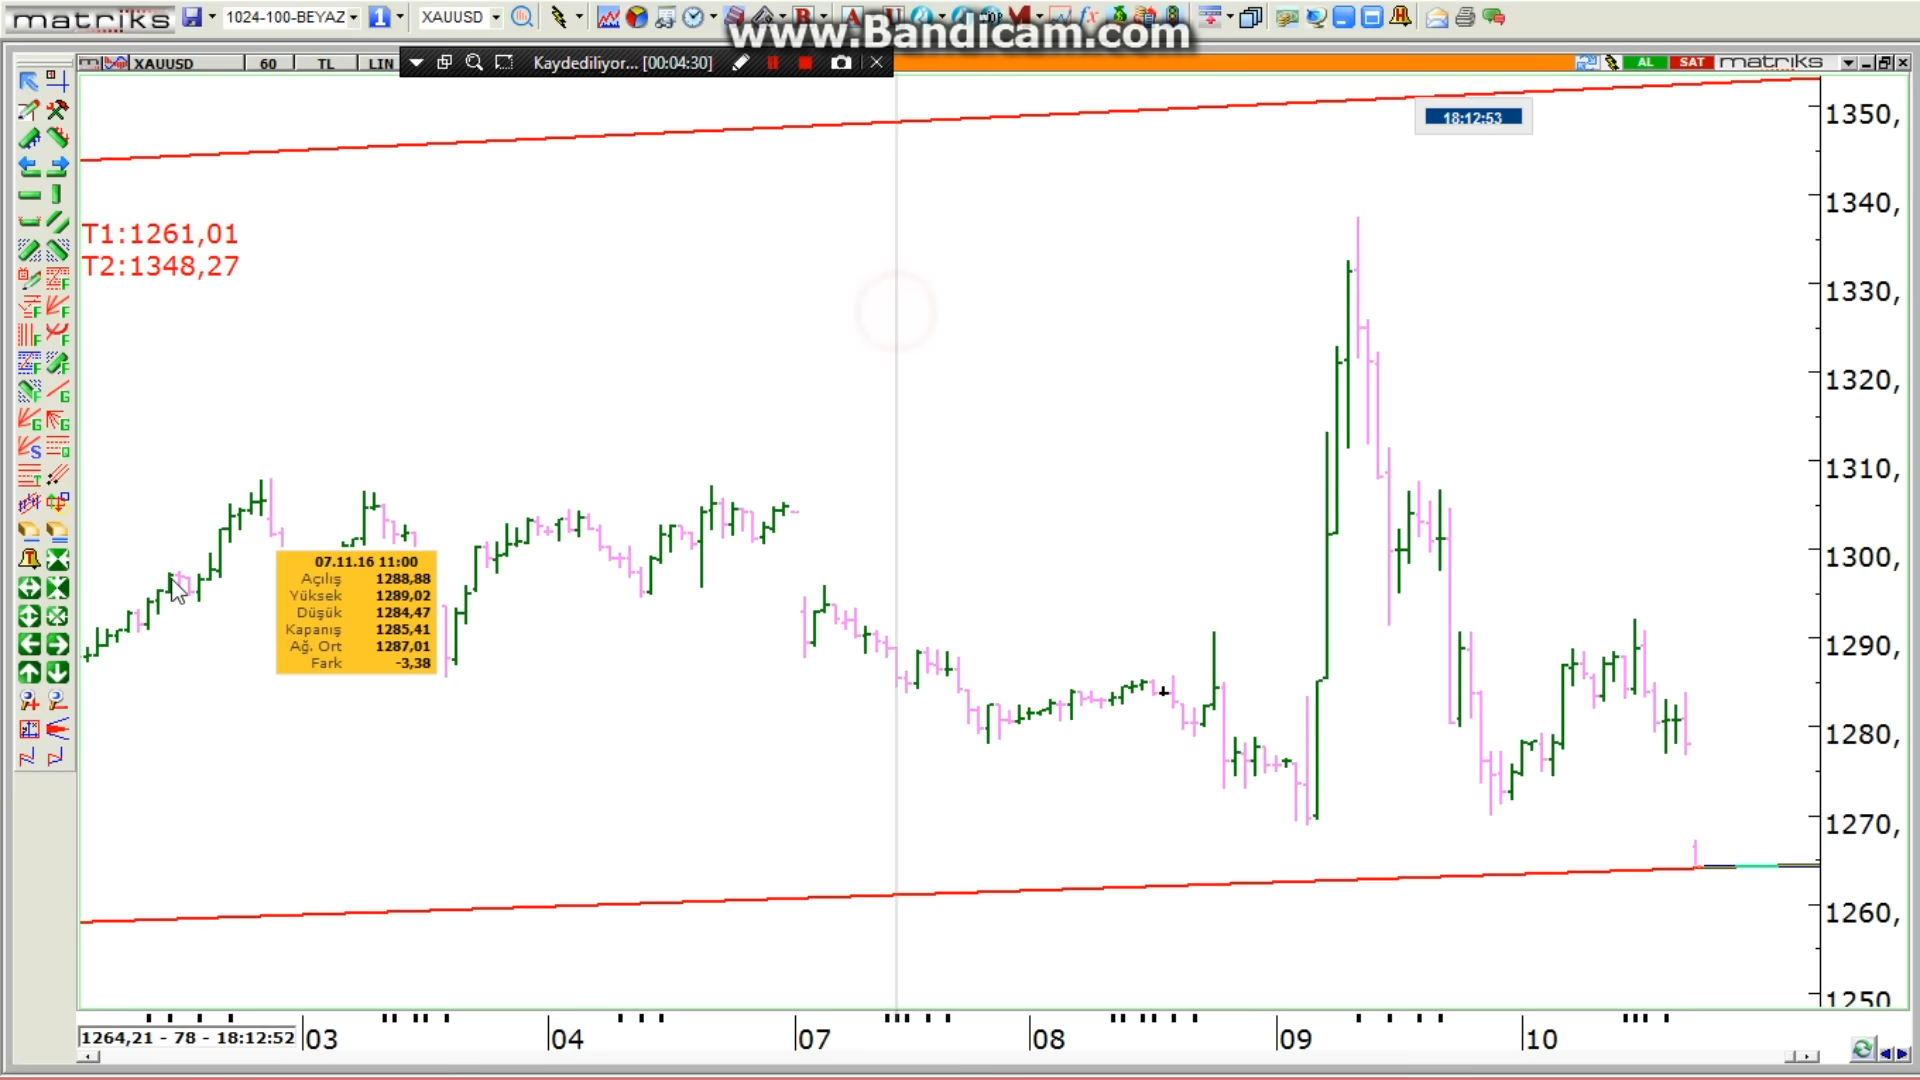 matriks 1024-100-BEYAZ 1 XAUUSD
www.Bandicam.com
XAUUSD 60 TL LIN Kaydediliyor... [00:04:30] AL SAT matriks
18:12:53
T1:1261,01
T2:1348,27
07.11.16 11:00
Açılış 1288,88
Yüksek 1289,02
Düşük 1284,47
Kapanış 1285,41
Ağ. Ort 1287,01
Fark -3,38
1350,
1340,
1330,
1320,
1310,
1300,
1290,
1280,
1270,
1260,
1250
1264,21 - 78 - 18:12:52 03 04 07 08 09 10